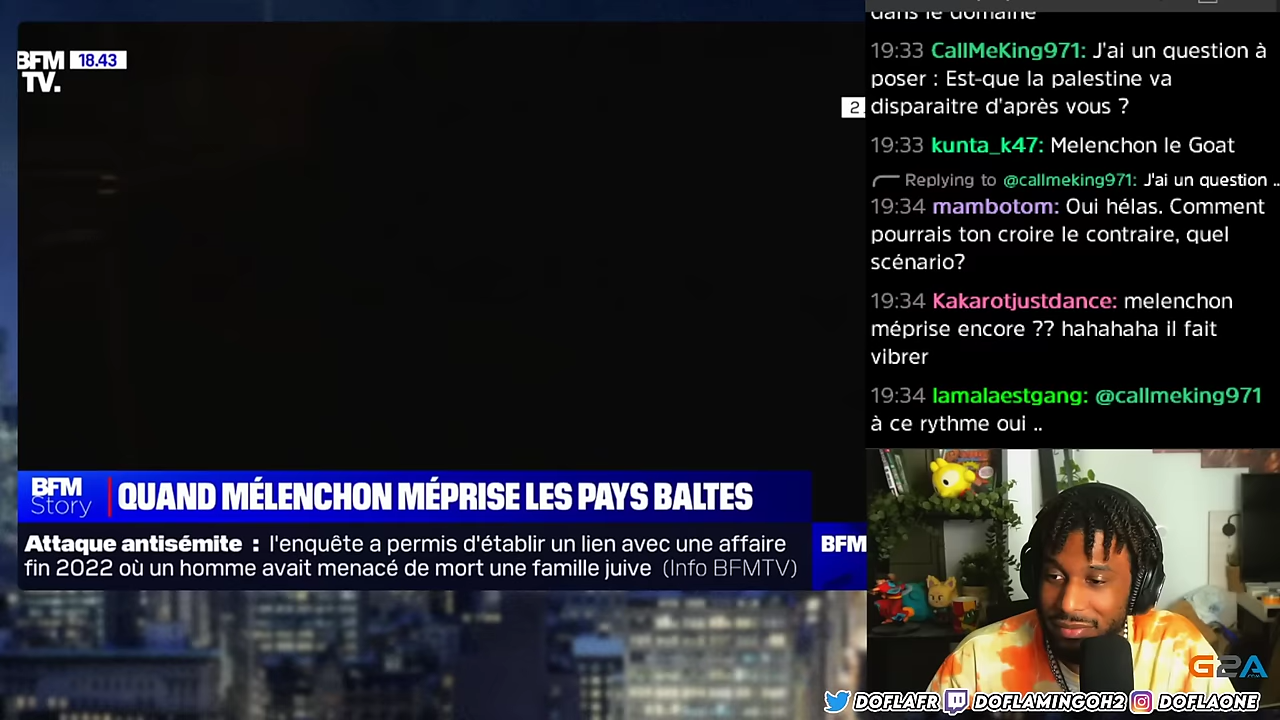 BFM
TV.
18.43
2
QUAND MÉLENCHON MÉPRISE LES PAYS BALTES
BFM
Story
Attaque antisémite : l'enquête a permis d'établir un lien avec une affaire
fin 2022 où un homme avait menacé de mort une famille juive (Info BFMTV)
BFM
dans le domaine
19:33 CallMeKing971: J'ai un question à
poser : Est-que la palestine va
disparaitre d'après vous ?
19:33 kunta_k47: Melenchon le Goat
Replying to @callmeking971: J'ai un question ..
19:34 mambotom: Oui hélas. Comment
pourrais ton croire le contraire, quel
scénario?
19:34 Kakarotjustdance: melenchon
méprise encore ?? hahahaha il fait
vibrer
19:34 lamalaestgang: @callmeking971
à ce rythme oui ..
G2A
.COM
DOFLAFR DOFLAMINGOH2 DOFLAONE